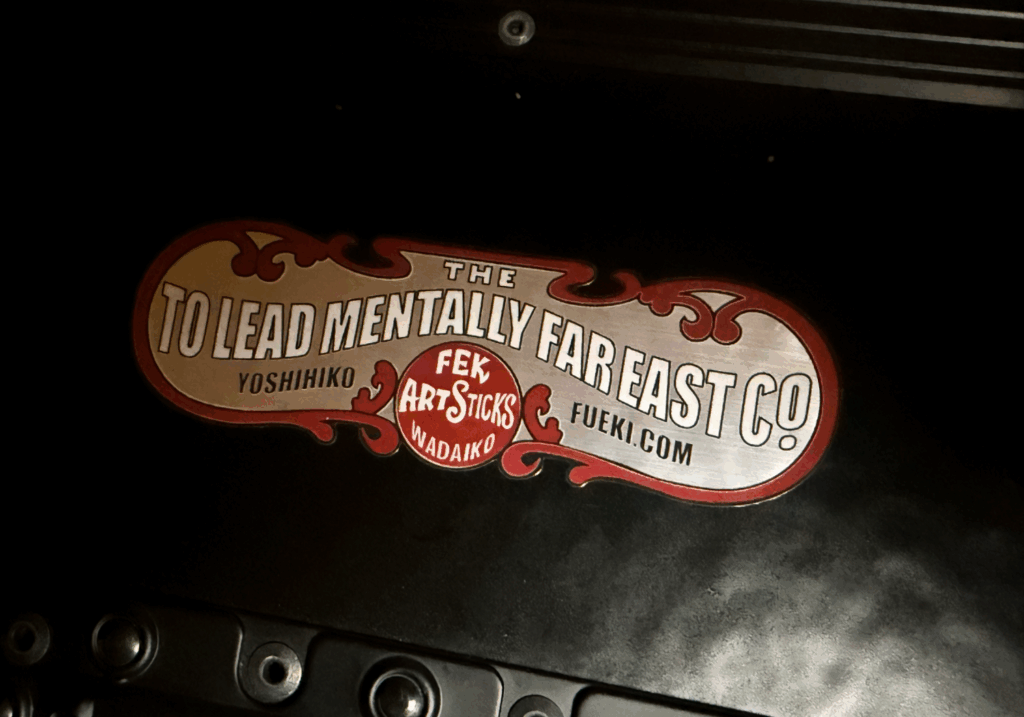 THE
TO LEAD MENTALLY FAR EAST CO
YOSHIHIKO
FEK
ARTSTICKS
WADAIKO
FUEKI.COM